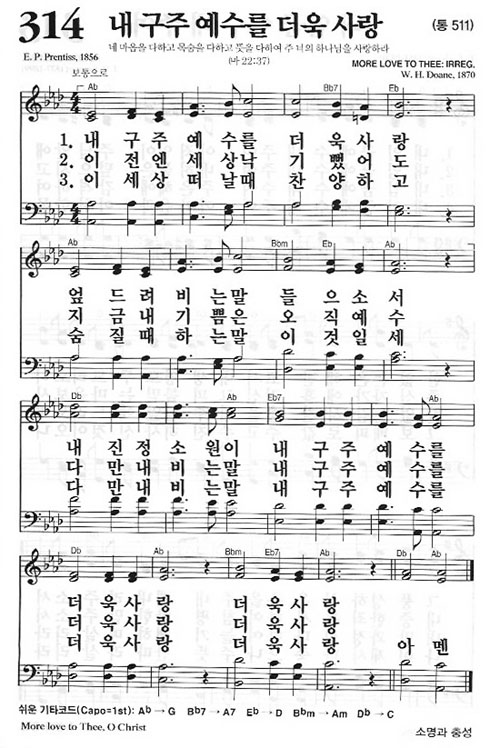 314 내 구주 예수를 더욱 사랑 (통 511)
네 마음을 다하고 목숨을 다하고 뜻을 다하여 주 너의 하나님을 사랑하라
(마 22:37)
E. P. Prentiss, 1856
MORE LOVE TO THEE: IRREG.
W. H. Doane, 1870
보통으로
Ab Bb7 Eb
1. 내 구 주 예 수를 더 욱 사 랑
2. 이 전 엔 세 상낙 기 뻤 어 도
3. 이 세 상 떠 날때 찬 양 하 고
Ab Bbm Eb Ab
엎 드 려 비 는말 들 으 소 서
지 금 내 기 쁨은 오 직 예 수
숨 질 때 하 는말 이 것 일 세
Db Ab Eb7 Ab
내 진 정 소 원이 내 구 주 예 수를
다 만 내 비 는말 내 구 주 예 수를
다 만 내 비 는말 내 구 주 예 수를
Db Ab Bbm Eb7 Ab Db Ab
더 욱 사 랑 더 욱 사 랑
더 욱 사 랑 더 욱 사 랑
더 욱 사 랑 더 욱 사 랑 아 멘
쉬운 기타코드(Capo=1st): Ab → G Bb7 → A7 Eb → D Bbm → Am Db → C
More love to Thee, O Christ
소명과 충성